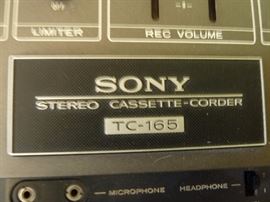 LIMITER REC VOLUME
SONY
STEREO CASSETTE-CORDER
TC-165
MICROPHONE HEADPHONE